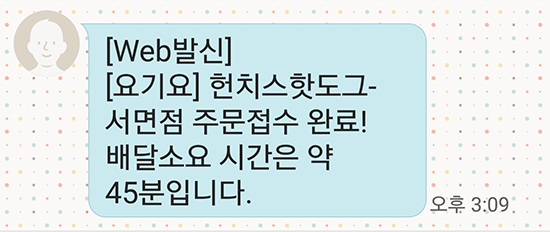 [Web발신]
[요기요] 헌치스핫도그-
서면점 주문접수 완료!
배달소요 시간은 약
45분입니다.
오후 3:09